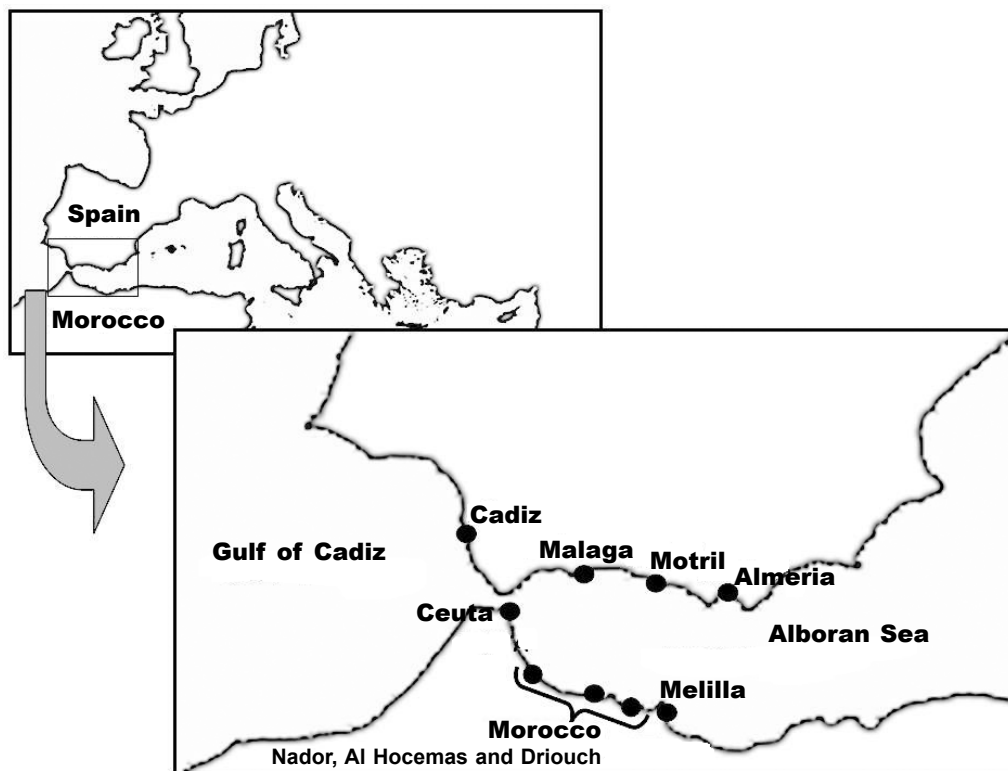 Spain
Morocco
Cadiz
Gulf of Cadiz
Malaga
Motril
Almeria
Ceuta
Alboran Sea
Melilla
Morocco
Nador, Al Hocemas and Driouch